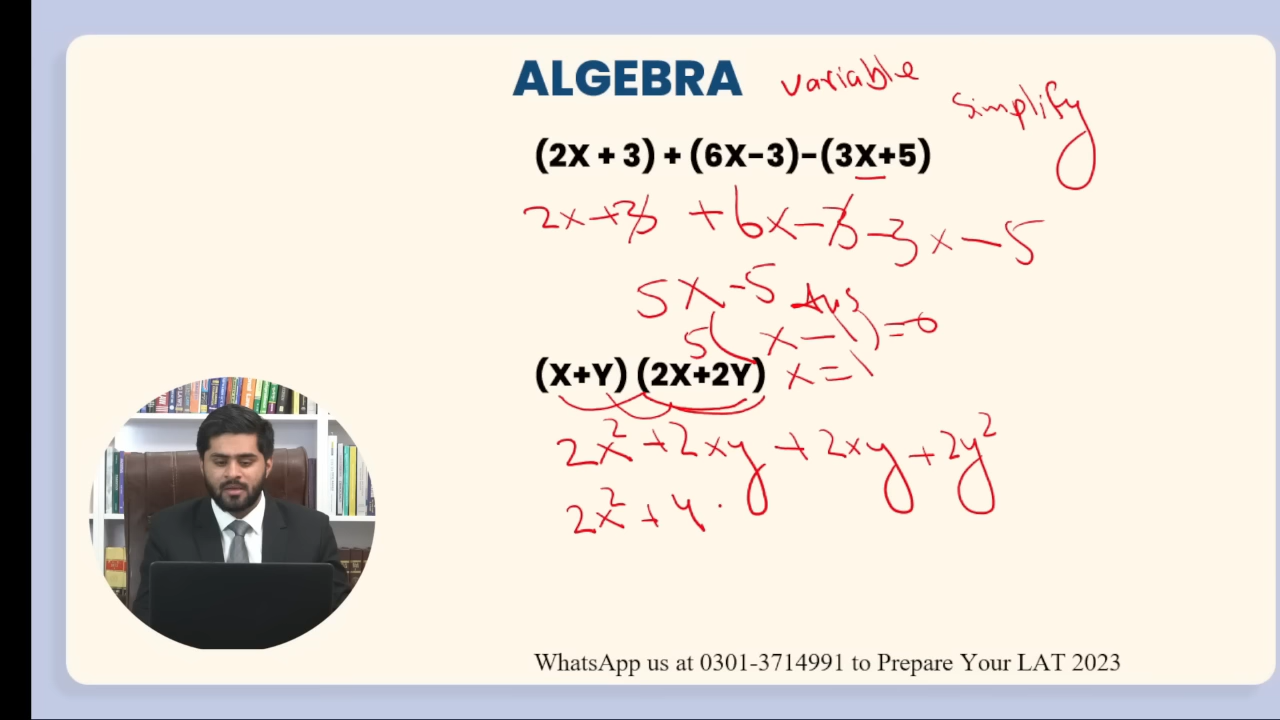 ALGEBRA variable
simplify
(2X + 3) + (6X-3)-(3X+5)
2x+3 +6x-3-3x-5
5x-5 Ans
5(x-1)=0
(X+Y) (2X+2Y) x=1
2x²+2xy+2xy+2y²
2x²+4
WhatsApp us at 0301-3714991 to Prepare Your LAT 2023